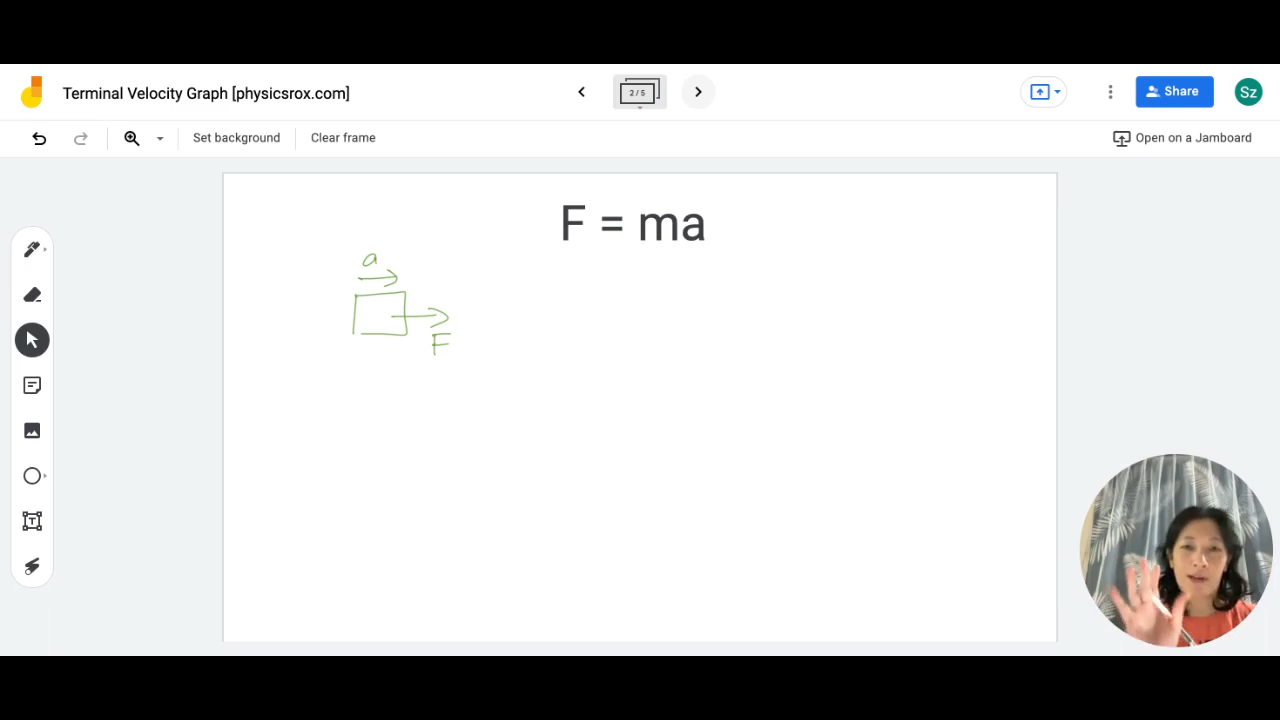 Terminal Velocity Graph [physicsrox.com]
2 / 5
Share
Sz
Set background
Clear frame
Open on a Jamboard
F = ma
a
F
T